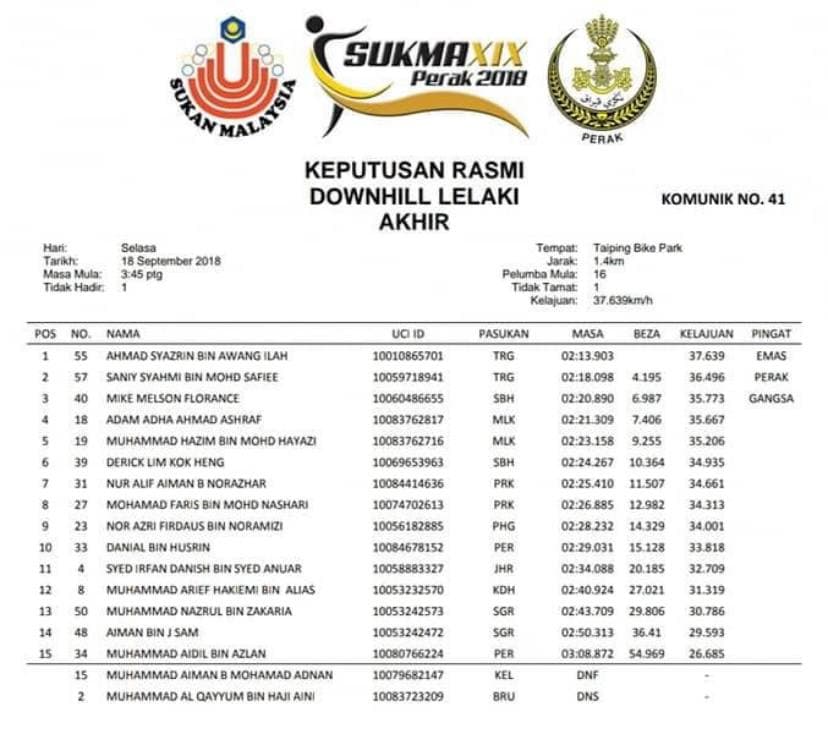 SUKAN MALAYSIA
SUKMAXIX
Perak 2018
PERAK
KEPUTUSAN RASMI
DOWNHILL LELAKI
AKHIR
KOMUNIK NO. 41
Hari: Selasa
Tarikh: 18 September 2018
Masa Mula: 3:45 ptg
Tidak Hadir: 1
Tempat: Taiping Bike Park
Jarak: 1.4km
Pelumba Mula: 16
Tidak Tamat: 1
Kelajuan: 37.639km/h
POS NO. NAMA UCI ID PASUKAN MASA BEZA KELAJUAN PINGAT
1 55 AHMAD SYAZRIN BIN AWANG ILAH 10010865701 TRG 02:13.903 37.639 EMAS
2 57 SANIY SYAHMI BIN MOHD SAFIEE 10059718941 TRG 02:18.098 4.195 36.496 PERAK
3 40 MIKE MELSON FLORANCE 10060486655 SBH 02:20.890 6.987 35.773 GANGSA
4 18 ADAM ADHA AHMAD ASHRAF 10083762817 MLK 02:21.309 7.406 35.667
5 19 MUHAMMAD HAZIM BIN MOHD HAYAZI 10083762716 MLK 02:23.158 9.255 35.206
6 39 DERICK LIM KOK HENG 10069653963 SBH 02:24.267 10.364 34.935
7 31 NUR ALIF AIMAN B NORAZHAR 10084414636 PRK 02:25.410 11.507 34.661
8 27 MOHAMAD FARIS BIN MOHD NASHARI 10074702613 PRK 02:26.885 12.982 34.313
9 23 NOR AZRI FIRDAUS BIN NORAMIZI 10056182885 PHG 02:28.232 14.329 34.001
10 33 DANIAL BIN HUSRIN 10084678152 PER 02:29.031 15.128 33.818
11 4 SYED IRFAN DANISH BIN SYED ANUAR 10058883327 JHR 02:34.088 20.185 32.709
12 8 MUHAMMAD ARIEF HAKIEMI BIN ALIAS 10053232570 KDH 02:40.924 27.021 31.319
13 50 MUHAMMAD NAZRUL BIN ZAKARIA 10053242573 SGR 02:43.709 29.806 30.786
14 48 AIMAN BIN J SAM 10053242472 SGR 02:50.313 36.41 29.593
15 34 MUHAMMAD AIDIL BIN AZLAN 10080766224 PER 03:08.872 54.969 26.685
15 MUHAMMAD AIMAN B MOHAMAD ADNAN 10079682147 KEL DNF -
2 MUHAMMAD AL QAYYUM BIN HAJI AINI 10083723209 BRU DNS -